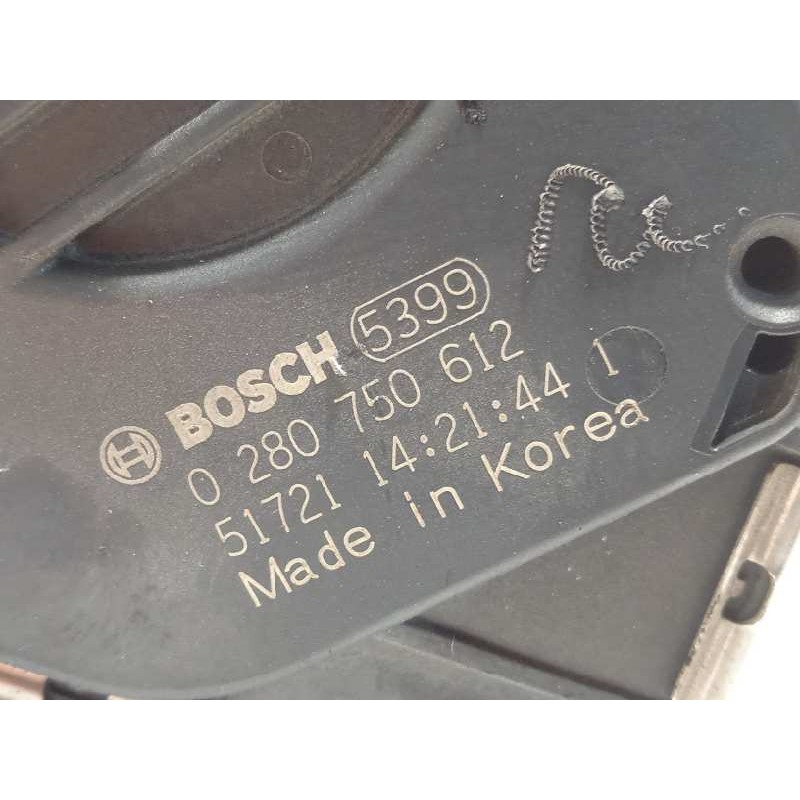 BOSCH 5399
0 280 750 612
51721 14:21:44 1
Made in Korea